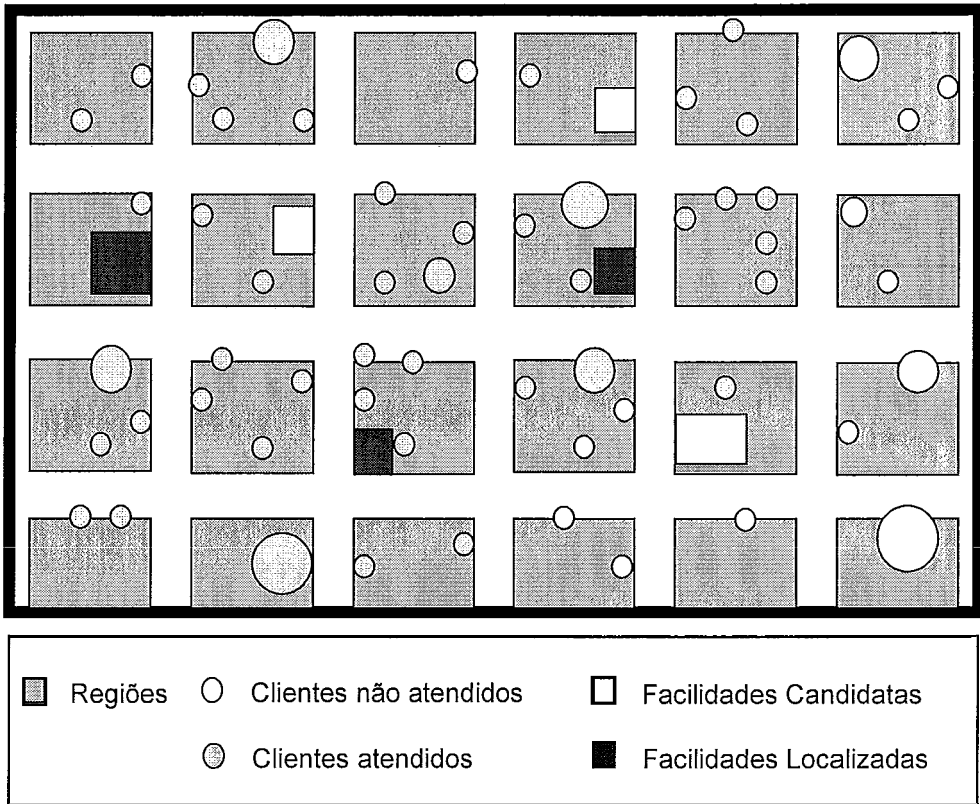 Regiões
Clientes não atendidos
Facilidades Candidatas
Clientes atendidos
Facilidades Localizadas